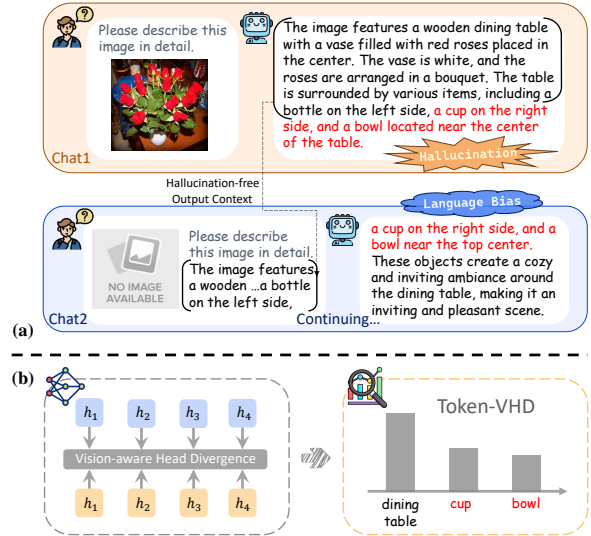 Please describe this
image in detail.
The image features a wooden dining table
with a vase filled with red roses placed in
the center. The vase is white, and the
roses are arranged in a bouquet. The table
is surrounded by various items, including a
bottle on the left side, a cup on the right
side, and a bowl located near the center
of the table.
Hallucination
Chat1
Hallucination-free
Output Context
Language Bias
Please describe
this image in detail.
The image features
a wooden ...a bottle
on the left side,
NO IMAGE
AVAILABLE
a cup on the right side, and a
bowl near the top center.
These objects create a cozy
and inviting ambiance around
the dining table, making it an
inviting and pleasant scene.
Chat2
Continuing...
(a)
(b)
h1 h2 h3 h4
Vision-aware Head Divergence
h1 h2 h3 h4
Token-VHD
dining
table
cup
bowl